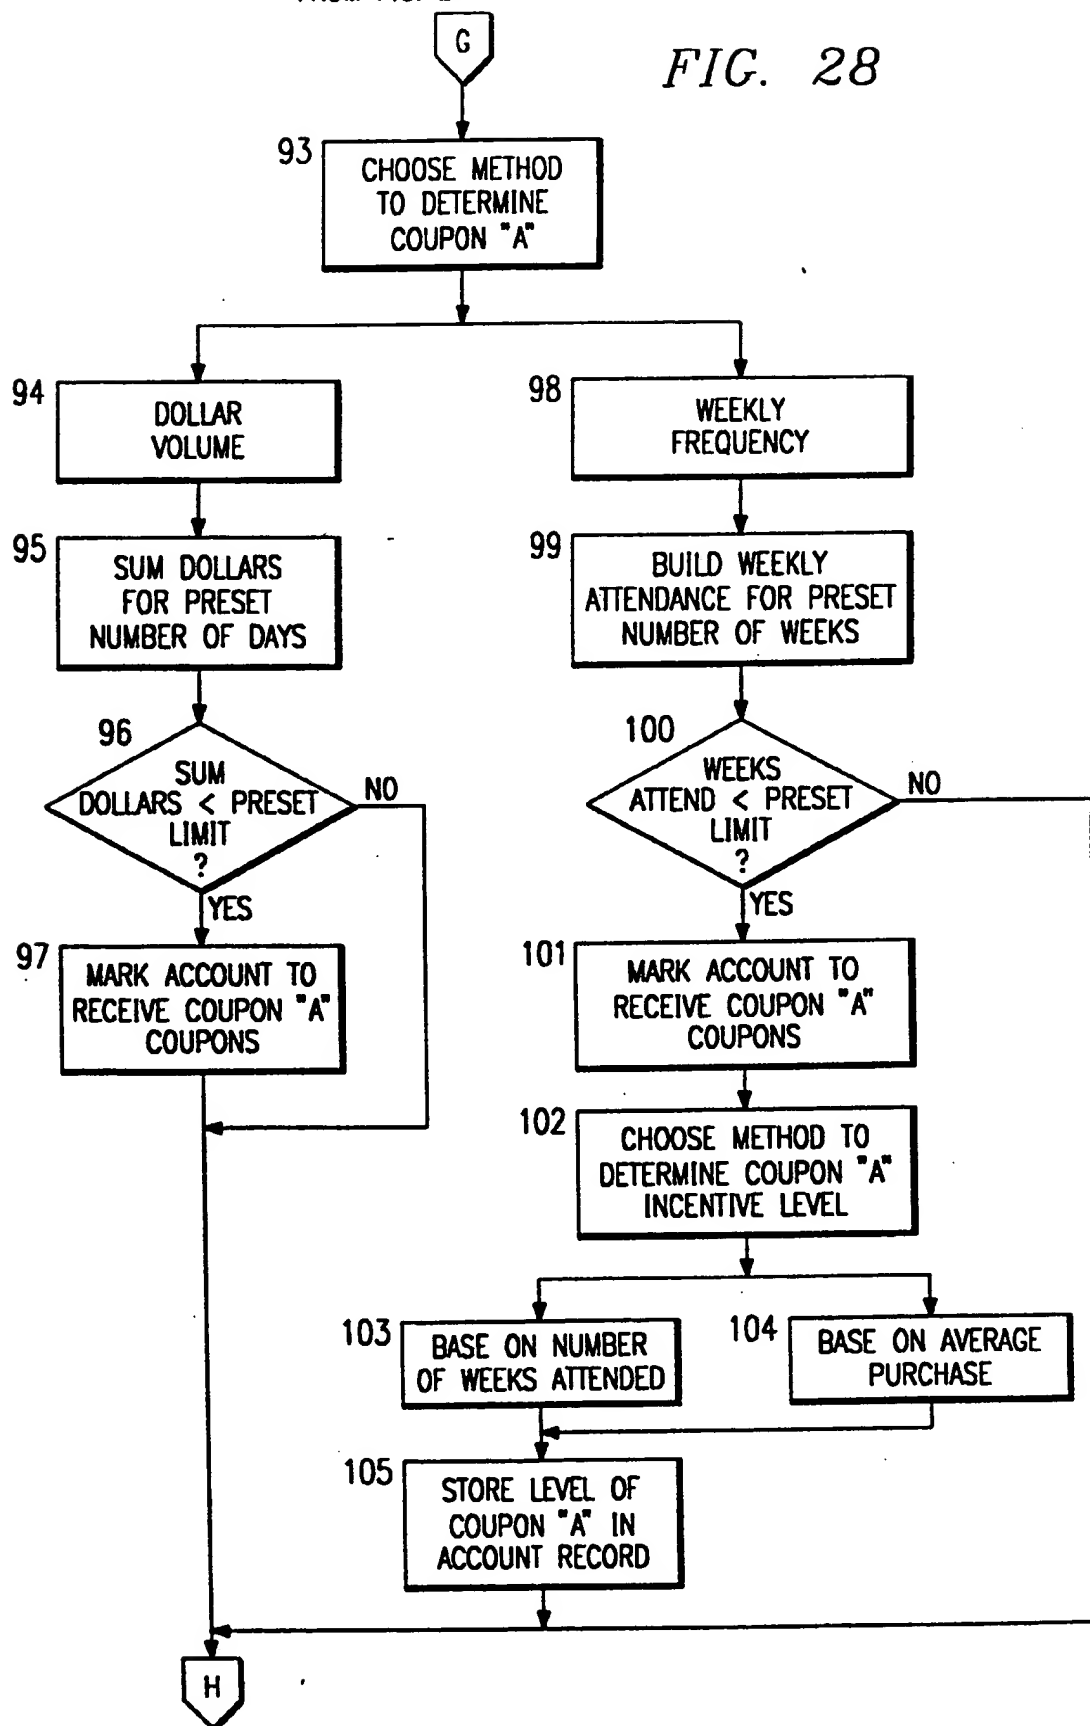 G
FIG. 28
93
CHOOSE METHOD
TO DETERMINE
COUPON "A"
94
DOLLAR
VOLUME
98
WEEKLY
FREQUENCY
95
SUM DOLLARS
FOR PRESET
NUMBER OF DAYS
99
BUILD WEEKLY
ATTENDANCE FOR PRESET
NUMBER OF WEEKS
96
SUM
DOLLARS < PRESET
LIMIT
?
NO
YES
100
WEEKS
ATTEND < PRESET
LIMIT
?
NO
YES
97
MARK ACCOUNT TO
RECEIVE COUPON "A"
COUPONS
101
MARK ACCOUNT TO
RECEIVE COUPON "A"
COUPONS
102
CHOOSE METHOD TO
DETERMINE COUPON "A"
INCENTIVE LEVEL
103
BASE ON NUMBER
OF WEEKS ATTENDED
104
BASE ON AVERAGE
PURCHASE
105
STORE LEVEL OF
COUPON "A" IN
ACCOUNT RECORD
H